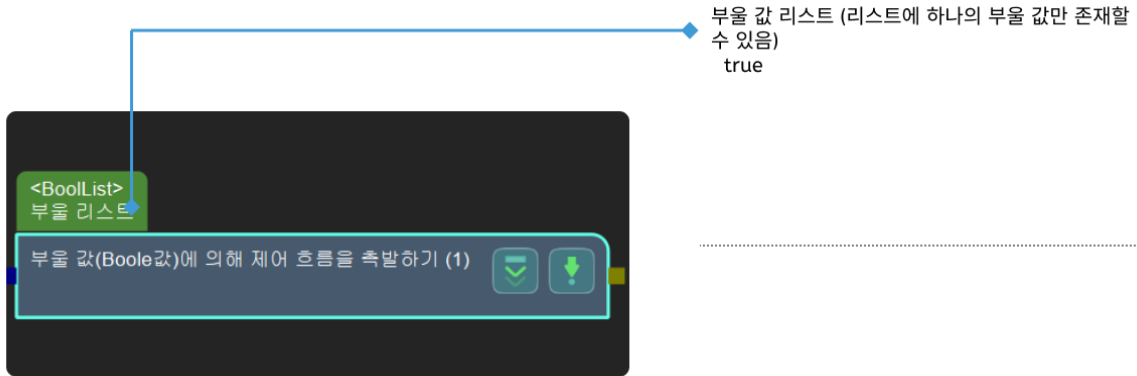 부울 값 리스트 (리스트에 하나의 부울 값만 존재할
수 있음)
true
<BoolList>
부울 리스트
부울 값(Boole값)에 의해 제어 흐름을 촉발하기 (1)